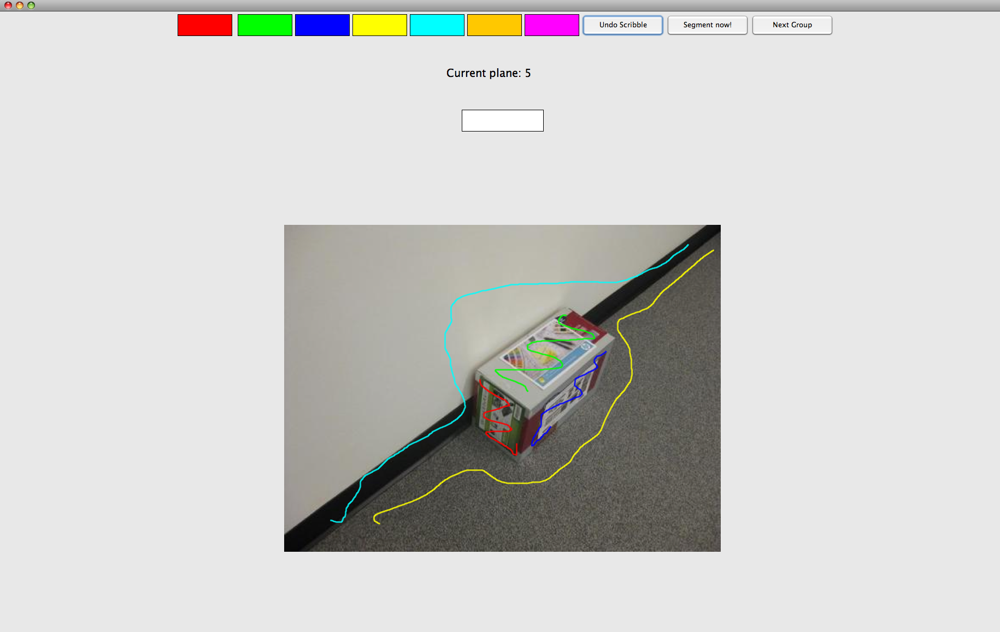 Undo Scribble
Segment now!
Next Group
Current plane: 5